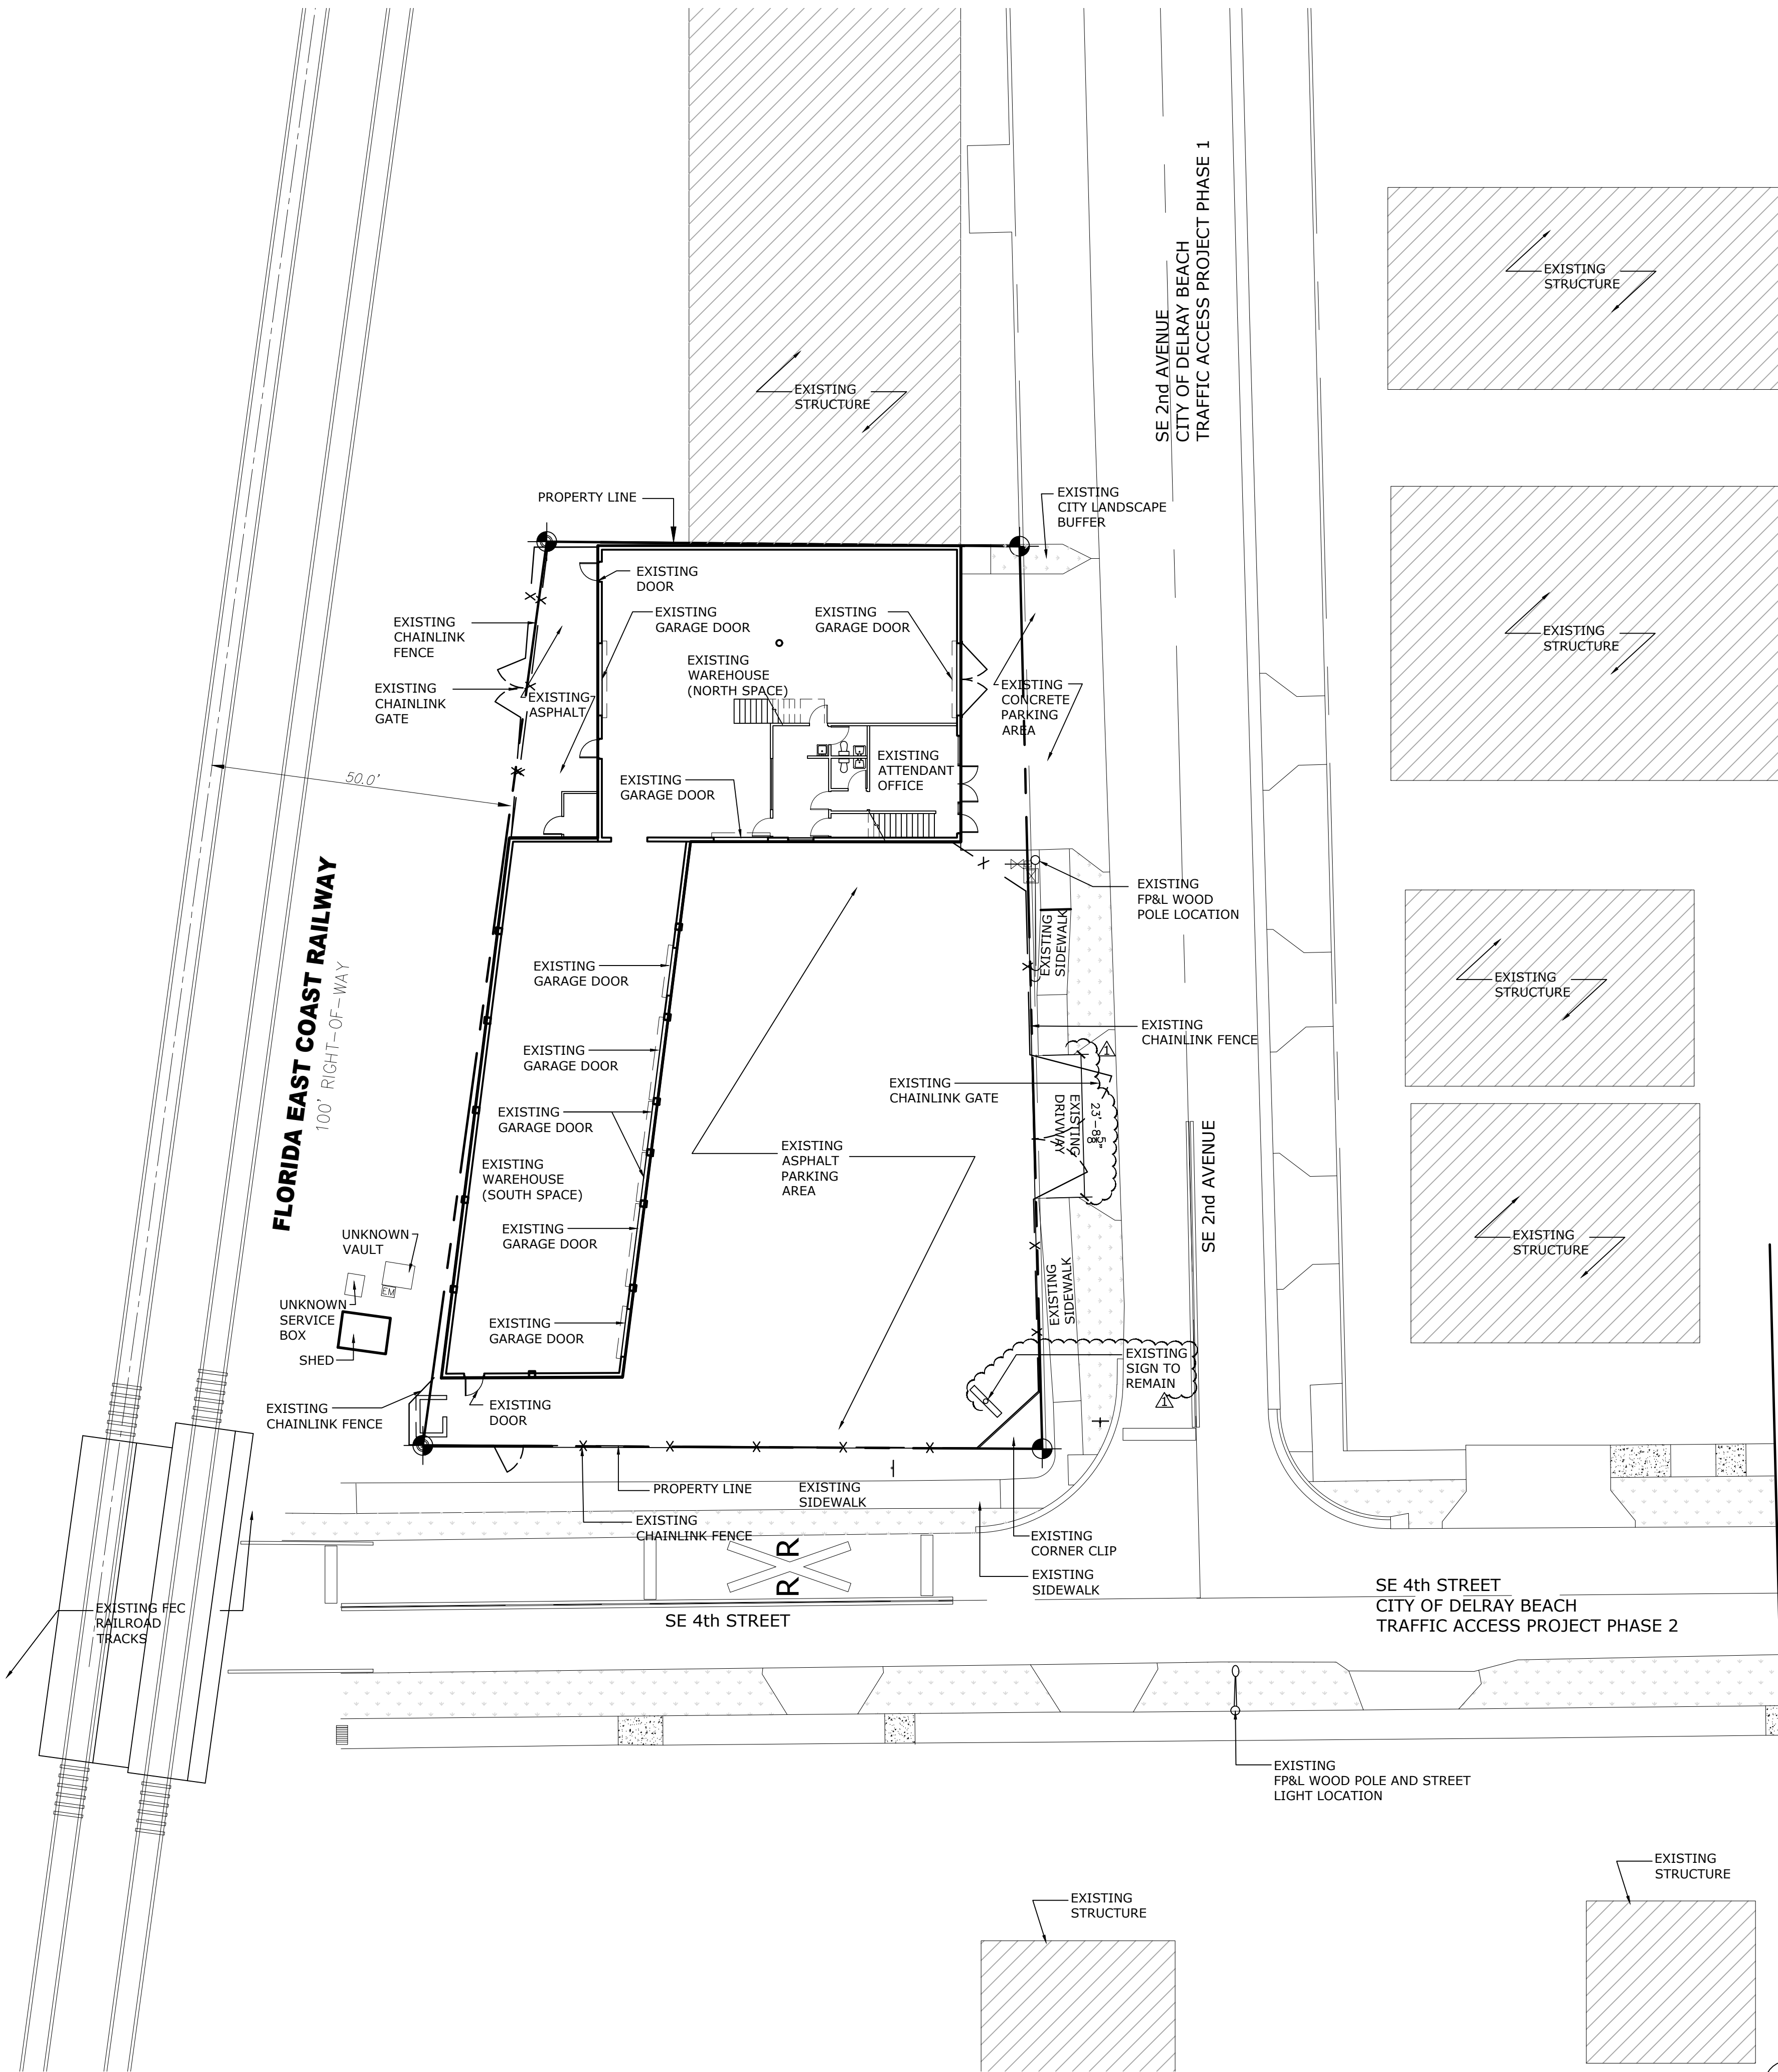 SE 2nd AVENUE
CITY OF DELRAY BEACH
TRAFFIC ACCESS PROJECT PHASE 1
EXISTING
STRUCTURE
EXISTING
STRUCTURE
PROPERTY LINE
EXISTING
CITY LANDSCAPE
BUFFER
EXISTING
DOOR
EXISTING
GARAGE DOOR
EXISTING
GARAGE DOOR
EXISTING
CHAINLINK
FENCE
EXISTING
STRUCTURE
EXISTING
WAREHOUSE
(NORTH SPACE)
EXISTING
CHAINLINK
GATE
EXISTING
ASPHALT
EXISTING
CONCRETE
PARKING
AREA
EXISTING
ATTENDANT
OFFICE
50.0'
EXISTING
GARAGE DOOR
FLORIDA EAST COAST RAILWAY
100' RIGHT-OF-WAY
EXISTING
FP&L WOOD
POLE LOCATION
EXISTING
SIDEWALK
EXISTING
GARAGE DOOR
EXISTING
STRUCTURE
EXISTING
CHAINLINK FENCE
EXISTING
GARAGE DOOR
1
EXISTING
CHAINLINK GATE
EXISTING
DRIVWAY
23'-8 5/8"
EXISTING
GARAGE DOOR
EXISTING
ASPHALT
PARKING
AREA
SE 2nd AVENUE
EXISTING
WAREHOUSE
(SOUTH SPACE)
EXISTING
GARAGE DOOR
UNKNOWN
VAULT
EXISTING
STRUCTURE
EM
EXISTING
SIDEWALK
UNKNOWN
SERVICE
BOX
EXISTING
GARAGE DOOR
SHED
EXISTING
SIGN TO
REMAIN
1
EXISTING
CHAINLINK FENCE
EXISTING
DOOR
PROPERTY LINE
EXISTING
SIDEWALK
EXISTING
CHAINLINK FENCE
EXISTING
CORNER CLIP
R R
EXISTING
SIDEWALK
EXISTING FEC
RAILROAD
TRACKS
SE 4th STREET
SE 4th STREET
CITY OF DELRAY BEACH
TRAFFIC ACCESS PROJECT PHASE 2
EXISTING
FP&L WOOD POLE AND STREET
LIGHT LOCATION
EXISTING
STRUCTURE
EXISTING
STRUCTURE